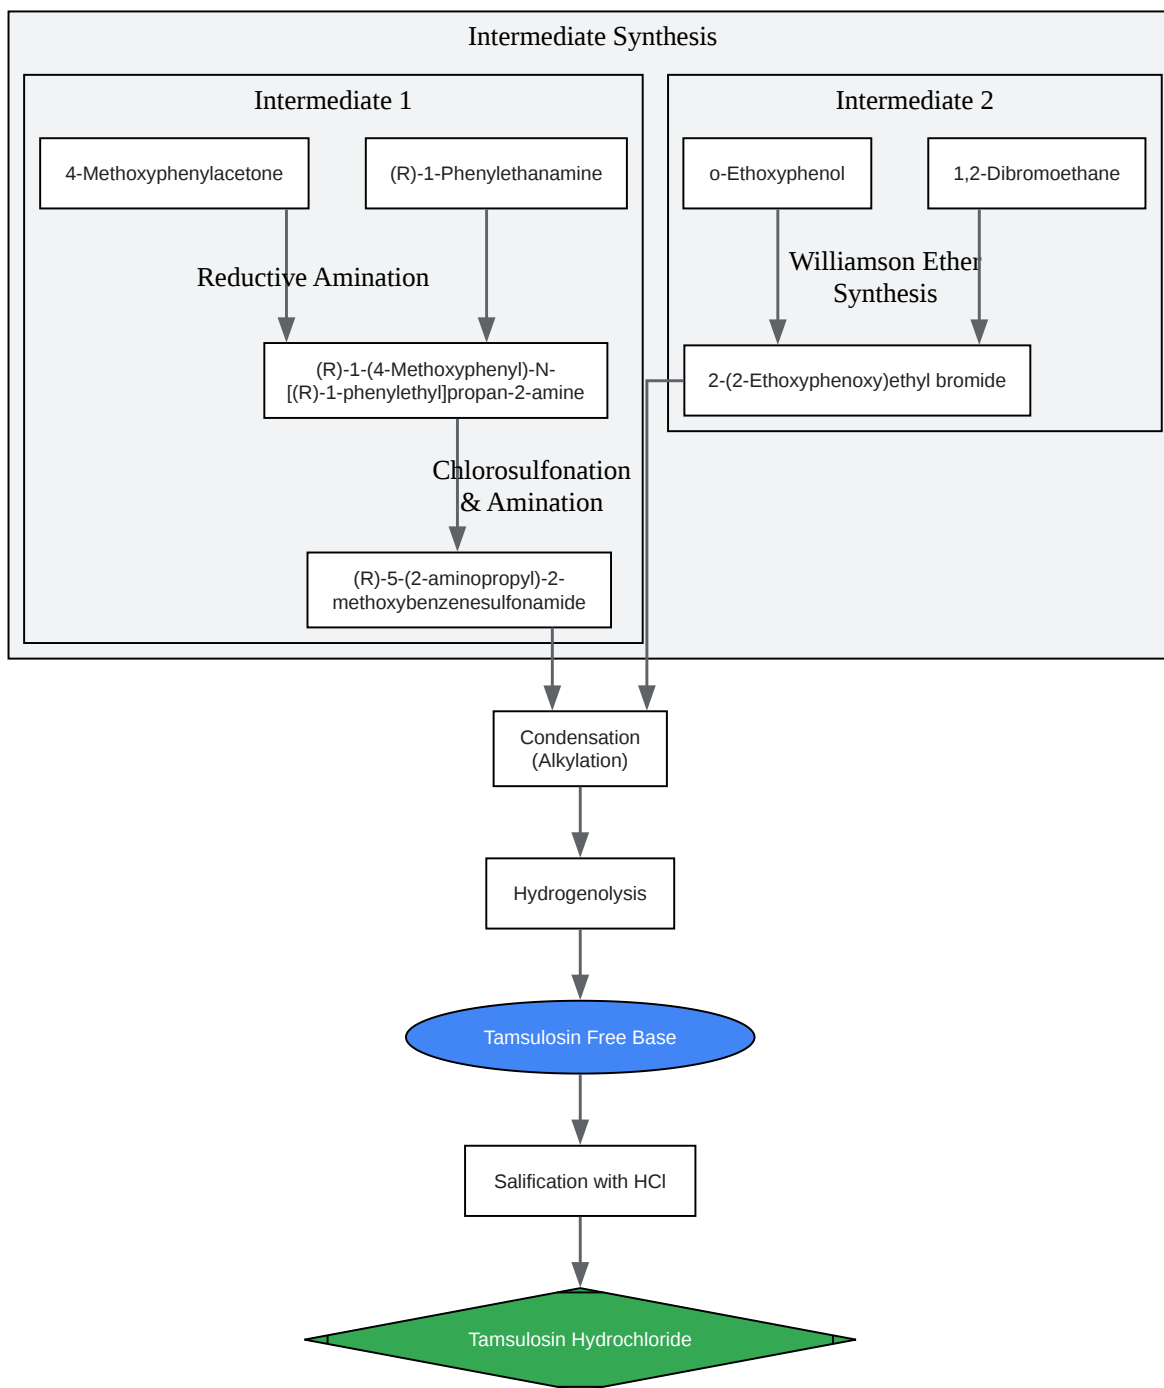 Intermediate Synthesis
Intermediate 1
4-Methoxyphenylacetone
(R)-1-Phenylethanamine
Reductive Amination
(R)-1-(4-Methoxyphenyl)-N-
[(R)-1-phenylethyl]propan-2-amine
Chlorosulfonation
& Amination
(R)-5-(2-aminopropyl)-2-
methoxybenzenesulfonamide
Intermediate 2
o-Ethoxyphenol
1,2-Dibromoethane
Williamson Ether
Synthesis
2-(2-Ethoxyphenoxy)ethyl bromide
Condensation
(Alkylation)
Hydrogenolysis
Tamsulosin Free Base
Salification with HCl
Tamsulosin Hydrochloride